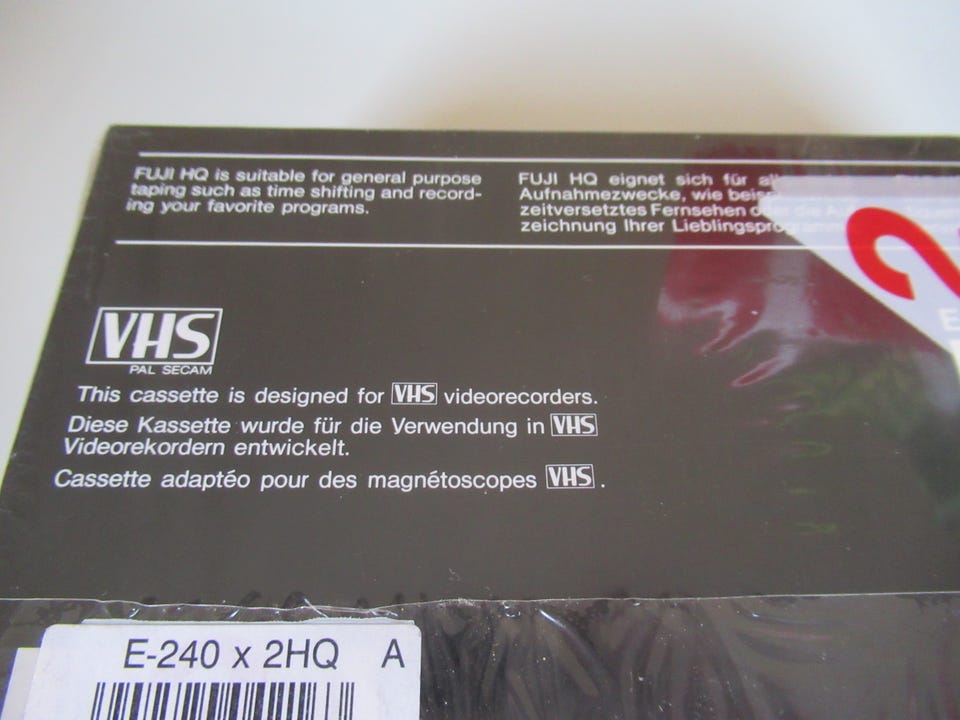 FUJI HQ is suitable for general purpose
taping such as time shifting and record-
ing your favorite programs.
FUJI HQ eignet sich für
Aufnahmezwecke, wie
zeitversetztes Fernsehen
zeichnung Ihrer
VHS
PAL SECAM
This cassette is designed for VHS videorecorders.
Diese Kassette wurde für die Verwendung in VHS
Videorekordern entwickelt.
Cassette adaptéo pour des magnétoscopes VHS.
E-240 x 2HQ A